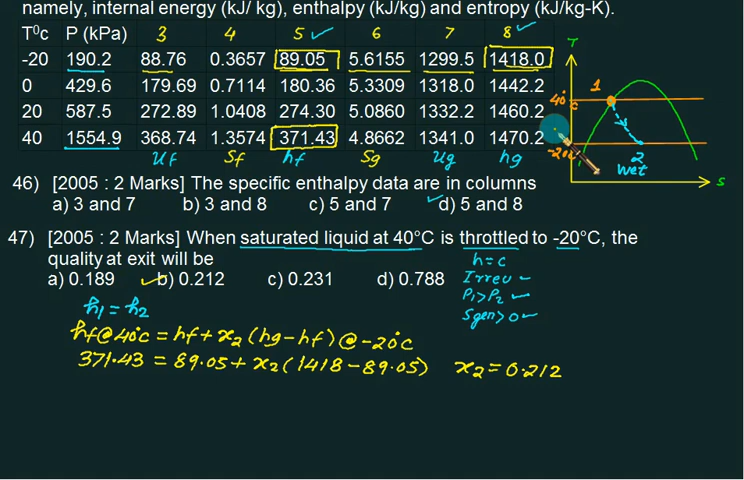 namely, internal energy (kJ/ kg), enthalpy (kJ/kg) and entropy (kJ/kg-K).
T⁰c P (kPa) 3 4 5 6 7 8
-20 190.2 88.76 0.3657 89.05 5.6155 1299.5 1418.0
0 429.6 179.69 0.7114 180.36 5.3309 1318.0 1442.2
20 587.5 272.89 1.0408 274.30 5.0860 1332.2 1460.2
40 1554.9 368.74 1.3574 371.43 4.8662 1341.0 1470.2
uf sf hf sg ug hg
T
1
40°c
2
wet
s
46) [2005 : 2 Marks] The specific enthalpy data are in columns
a) 3 and 7 b) 3 and 8 c) 5 and 7 d) 5 and 8
47) [2005 : 2 Marks] When saturated liquid at 40°C is throttled to -20°C, the
quality at exit will be
a) 0.189 b) 0.212 c) 0.231 d) 0.788
h=c
Irrev
P1>P2
Sgen>0
h1 = h2
hf@40°c = hf + x2 (hg - hf) @ -20°c
371.43 = 89.05 + x2 (1418 - 89.05) x2 = 0.212